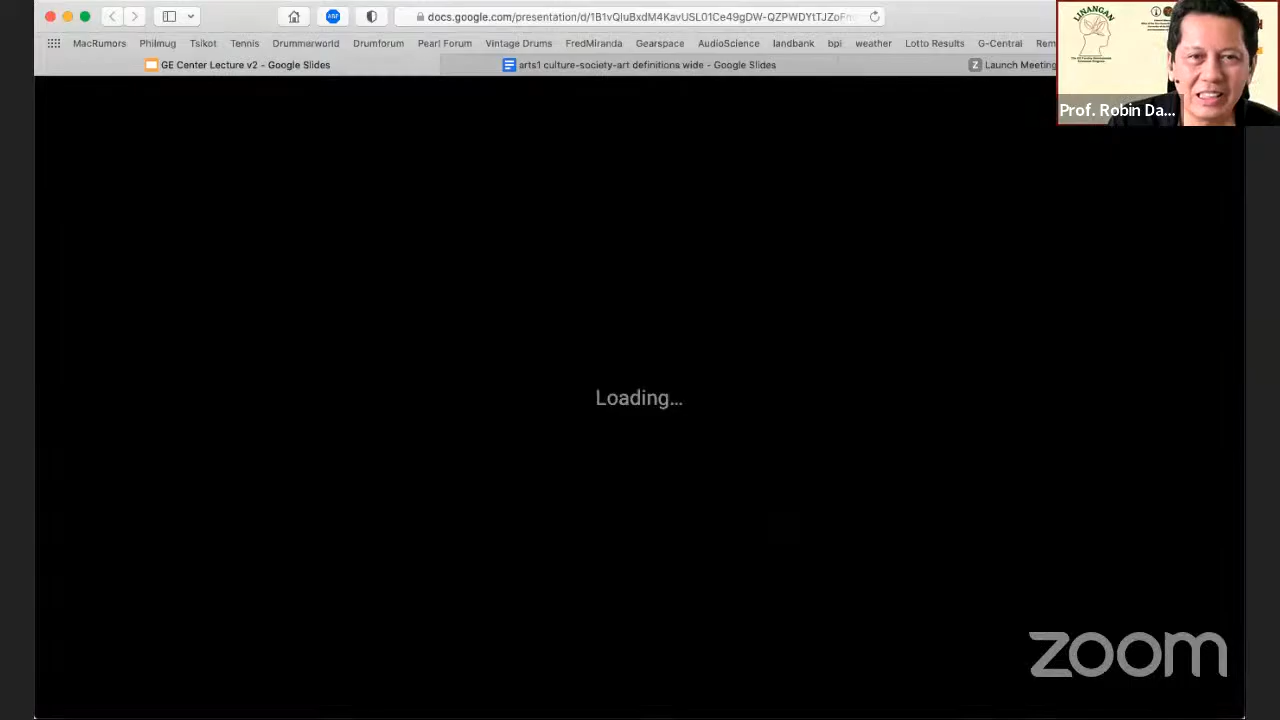 docs.google.com/presentation/d/1B1vQluBxdM4KavUSL01Ce49gDW-QZPWDYtTJZoF
MacRumors Philmug Tsikot Tennis Drummerworld Drumforum Pearl Forum Vintage Drums FredMiranda Gearspace AudioScience landbank bpi weather Lotto Results G-Central Rem
GE Center Lecture v2 - Google Slides
arts1 culture-society-art definitions wide - Google Slides
Z Launch Meeting
LINANGAN
Prof. Robin Da...
Loading...
zoom